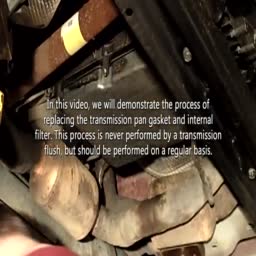 In this video, we will demonstrate the process of
replacing the transmission pan gasket and internal
filter. This process is never performed by a transmission
flush, but should be performed on a regular basis.